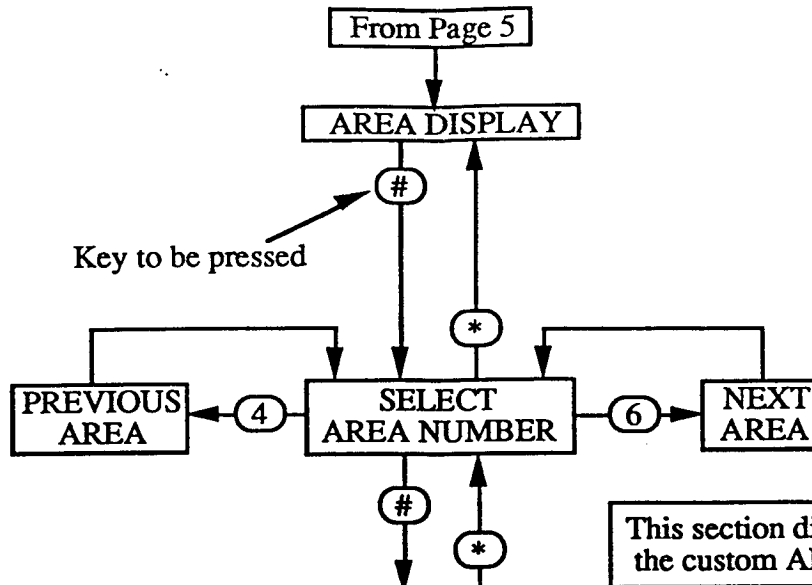 From Page 5
AREA DISPLAY
#
Key to be pressed
*
PREVIOUS
AREA
4
SELECT
AREA NUMBER
6
NEXT
AREA
#
*
This section
the custom